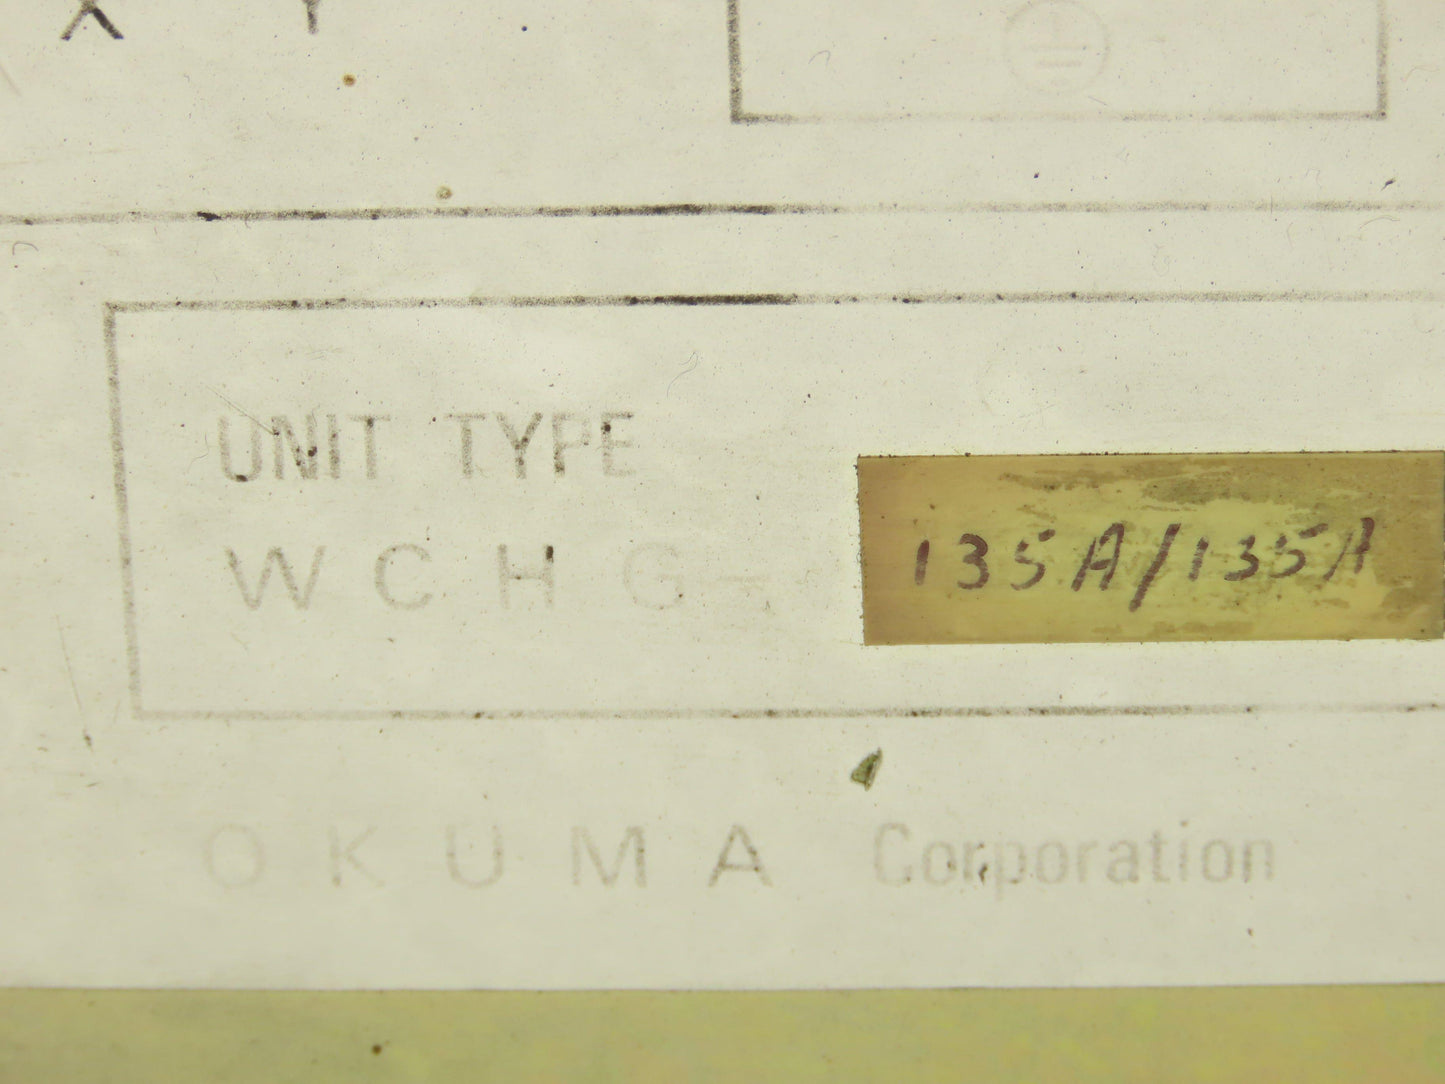 X Y
UNIT TYPE
WCHG- 135A/135A
OKUMA Corporation